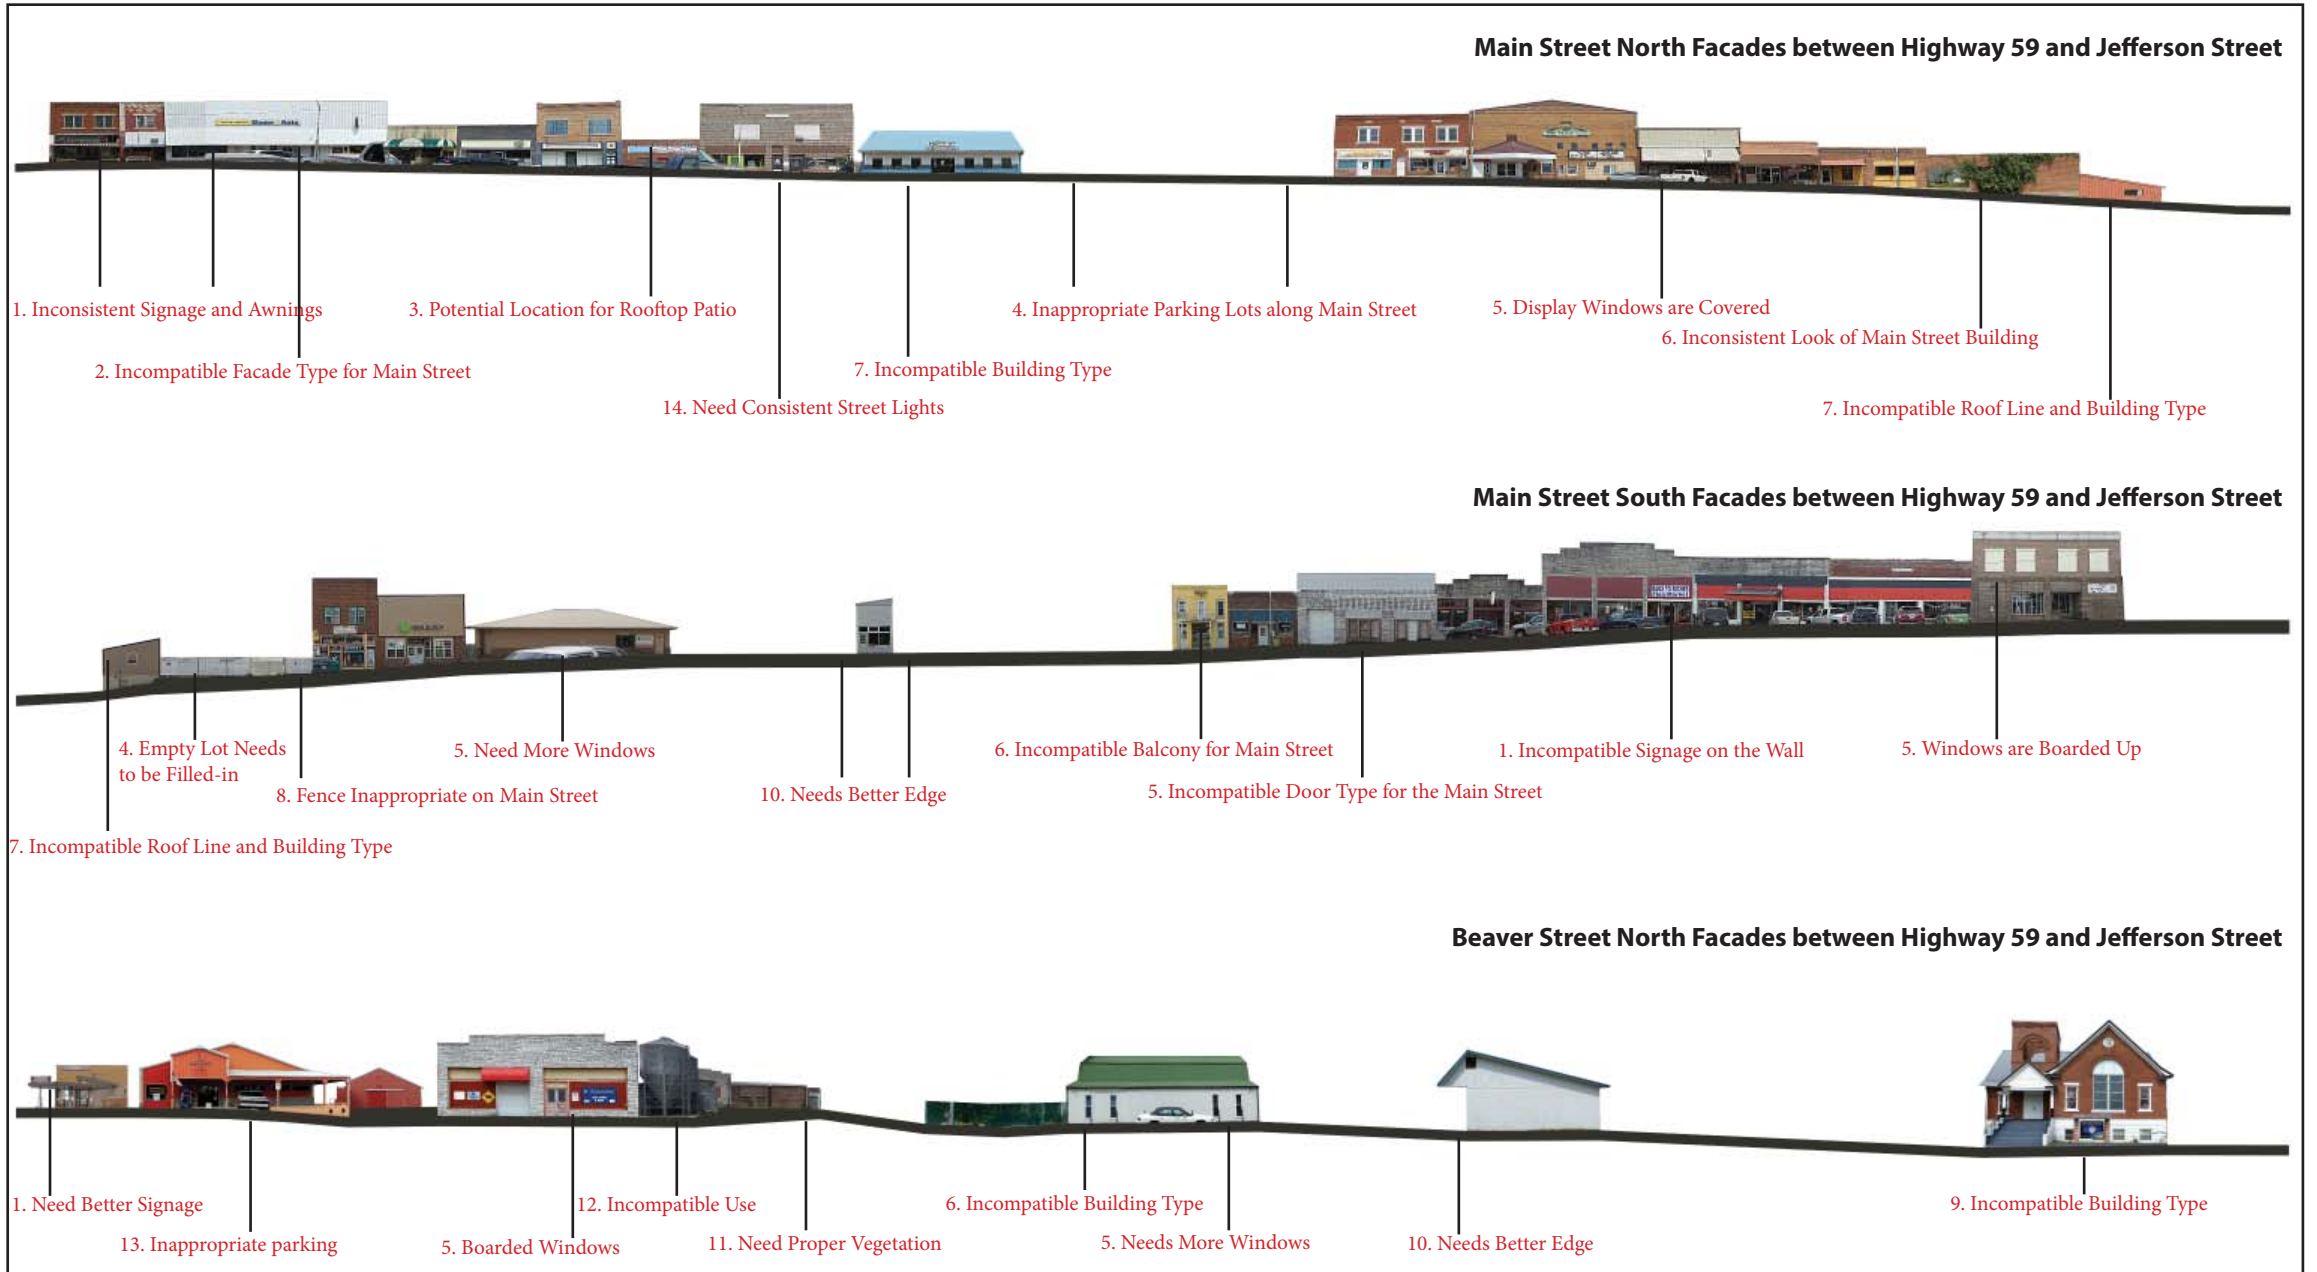 Main Street North Facades between Highway 59 and Jefferson Street
1. Inconsistent Signage and Awnings
3. Potential Location for Rooftop Patio
4. Inappropriate Parking Lots along Main Street
5. Display Windows are Covered
6. Inconsistent Look of Main Street Building
2. Incompatible Facade Type for Main Street
7. Incompatible Building Type
14. Need Consistent Street Lights
7. Incompatible Roof Line and Building Type
Main Street South Facades between Highway 59 and Jefferson Street
4. Empty Lot Needs
to be Filled-in
5. Need More Windows
6. Incompatible Balcony for Main Street
1. Incompatible Signage on the Wall
5. Windows are Boarded Up
8. Fence Inappropriate on Main Street
10. Needs Better Edge
5. Incompatible Door Type for the Main Street
7. Incompatible Roof Line and Building Type
Beaver Street North Facades between Highway 59 and Jefferson Street
1. Need Better Signage
12. Incompatible Use
6. Incompatible Building Type
9. Incompatible Building Type
13. Inappropriate parking
5. Boarded Windows
11. Need Proper Vegetation
5. Needs More Windows
10. Needs Better Edge